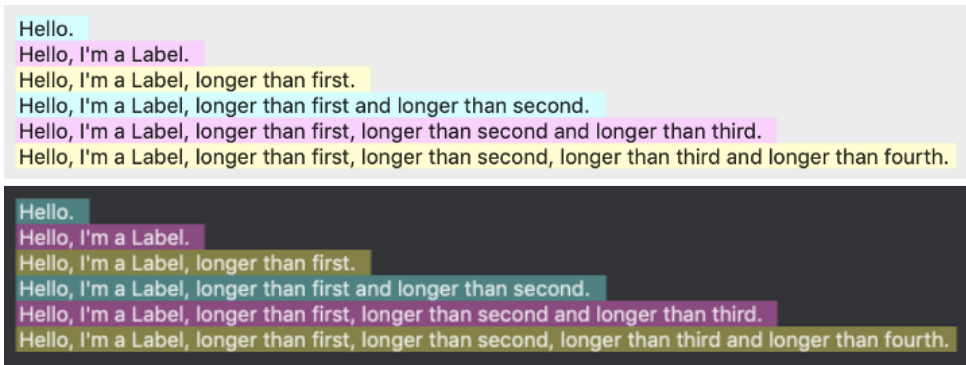 Hello.
Hello, I'm a Label.
Hello, I'm a Label, longer than first.
Hello, I'm a Label, longer than first and longer than second.
Hello, I'm a Label, longer than first, longer than second and longer than third.
Hello, I'm a Label, longer than first, longer than second, longer than third and longer than fourth.
Hello.
Hello, I'm a Label.
Hello, I'm a Label, longer than first.
Hello, I'm a Label, longer than first and longer than second.
Hello, I'm a Label, longer than first, longer than second and longer than third.
Hello, I'm a Label, longer than first, longer than second, longer than third and longer than fourth.